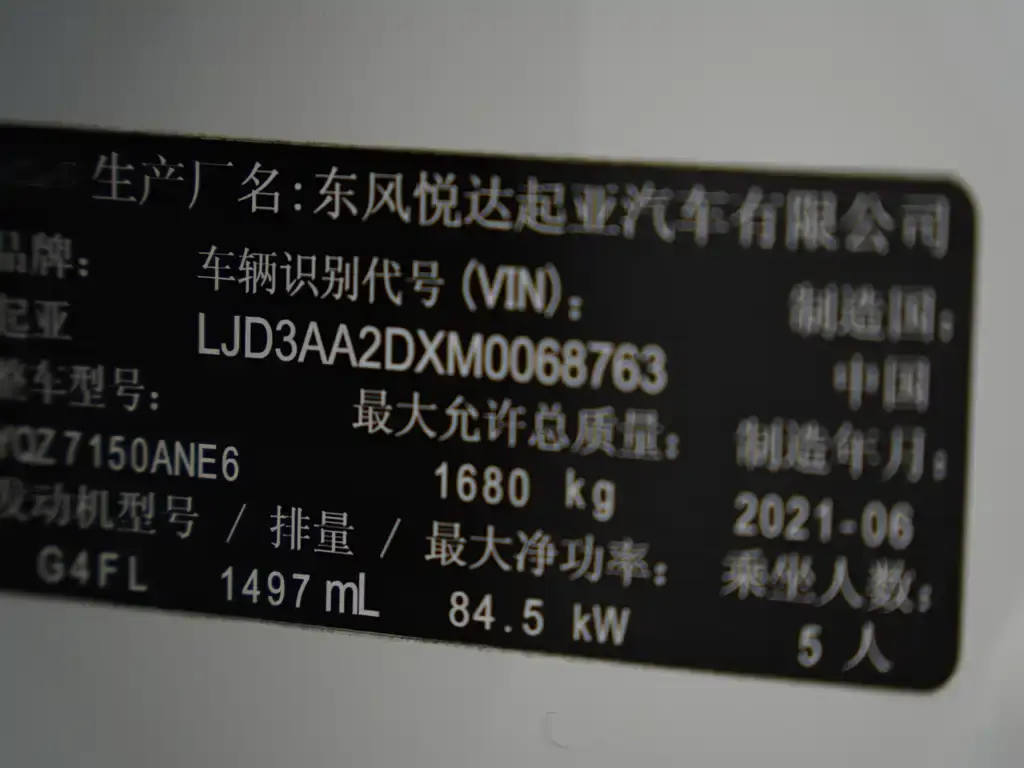 生产厂名:东风悦达起亚汽车有限公司
品牌: 车辆识别代号(VIN): 制造国:
起亚 LJD3AA2DXM0068763 中国
整车型号: 最大允许总质量: 制造年月:
YQZ7150ANE6 1680 kg 2021-06
发动机型号 / 排量 / 最大净功率: 乘坐人数:
G4FL 1497 mL 84.5 kW 5 人